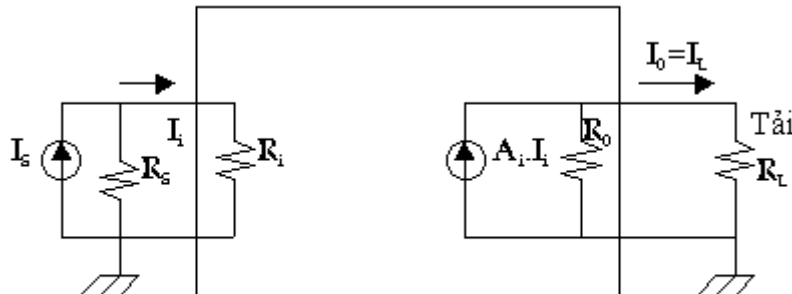 I₀=I_L
Tải
I_s
R_s
I_i
R_i
A_i.I_i
R₀
R_L